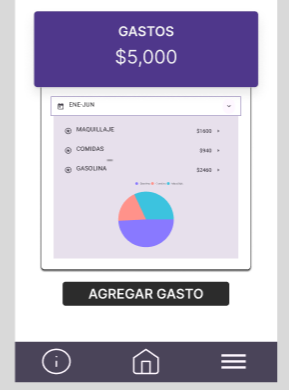 GASTOS
$5,000
ENE-JUN
MAQUILLAJE $1600
COMIDAS $940
GASOLINA $2460
AGREGAR GASTO